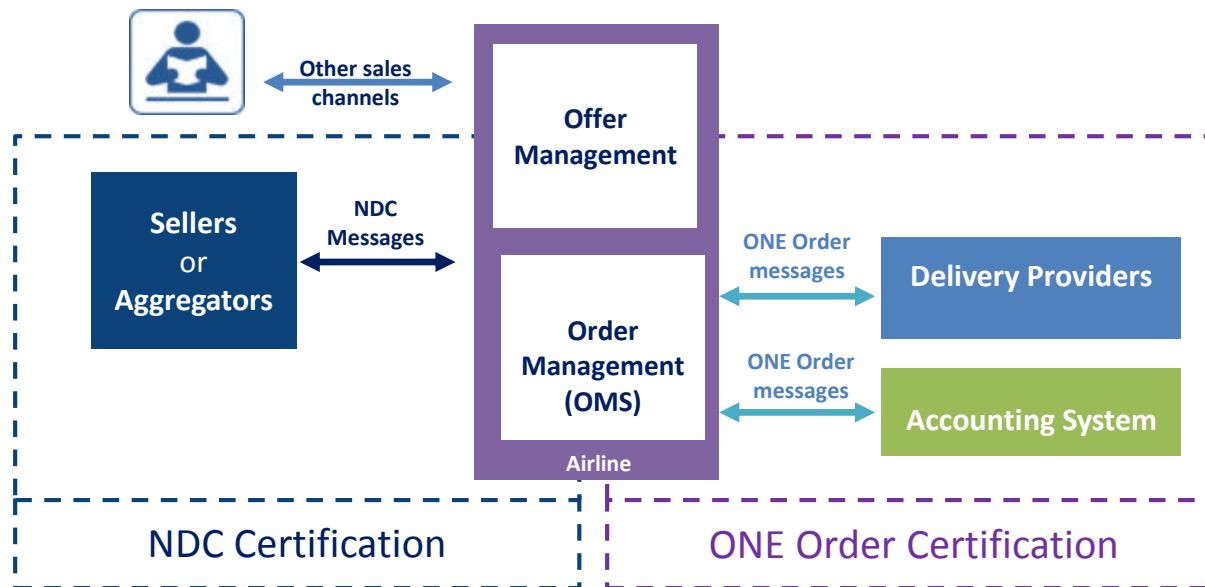 Other sales
channels
Offer
Management
Sellers
or
Aggregators
NDC
Messages
ONE Order
messages
Delivery Providers
Order
Management
(OMS)
ONE Order
messages
Accounting System
Airline
NDC Certification
ONE Order Certification